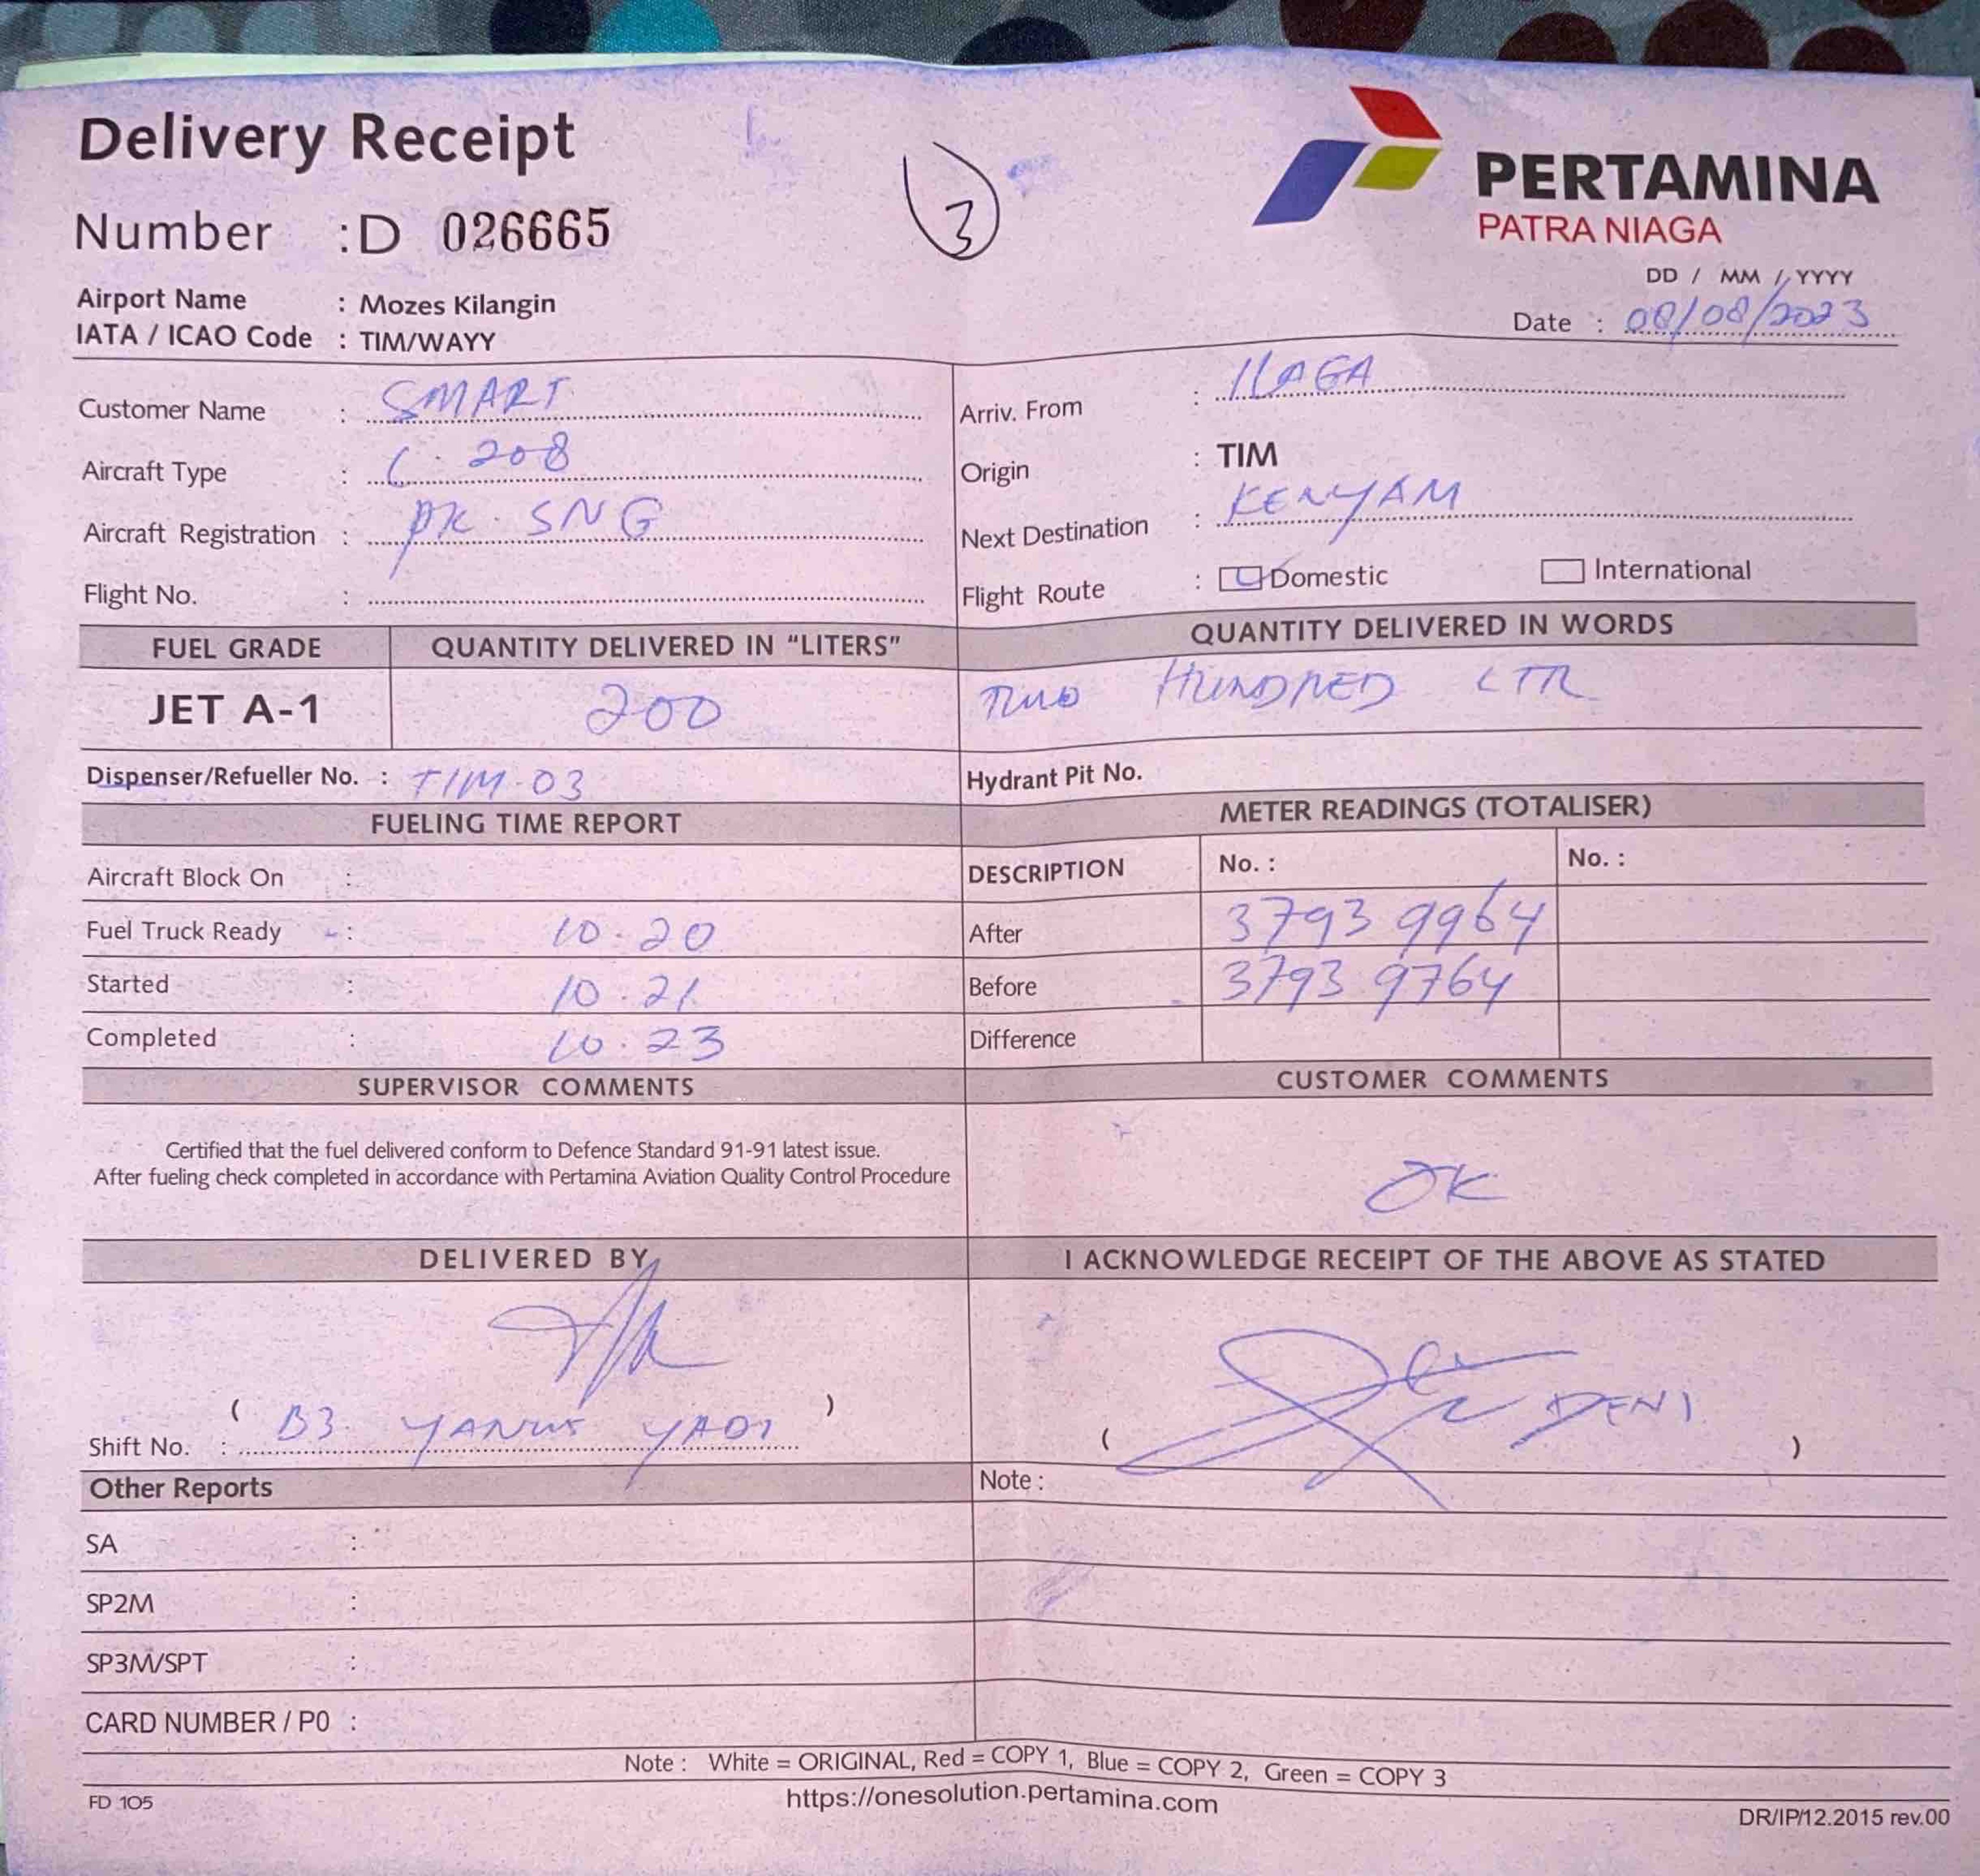 Delivery Receipt
Number : D 026665
3
PERTAMINA
PATRA NIAGA
Airport Name : Mozes Kilangin
IATA / ICAO Code : TIM/WAYY
DD / MM / YYYY
Date : 08/08/2023
Customer Name : SMART
Aircraft Type : C. 208
Aircraft Registration : PK. SNG
Flight No. :
Arriv. From : ILAGA
Origin : TIM
Next Destination : KENYAM
Flight Route : Domestic International
FUEL GRADE QUANTITY DELIVERED IN “LITERS” QUANTITY DELIVERED IN WORDS
JET A-1 200 TWO HUNDRED LTR
Dispenser/Refueller No. : TIM-03 Hydrant Pit No.
FUELING TIME REPORT
Aircraft Block On :
Fuel Truck Ready : 10.20
Started : 10.21
Completed : 10.23
METER READINGS (TOTALISER)
DESCRIPTION No. : No. :
After 3793 9964
Before 3793 9764
Difference
SUPERVISOR COMMENTS
Certified that the fuel delivered conform to Defence Standard 91-91 latest issue.
After fueling check completed in accordance with Pertamina Aviation Quality Control Procedure
CUSTOMER COMMENTS
OK
DELIVERED BY
( )
Shift No. : B3. YANUS YADI
I ACKNOWLEDGE RECEIPT OF THE ABOVE AS STATED
( DENI )
Other Reports
SA :
SP2M :
SP3M/SPT :
CARD NUMBER / P0 :
Note :
Note : White = ORIGINAL, Red = COPY 1, Blue = COPY 2, Green = COPY 3
https://onesolution.pertamina.com
FD 105
DR/IP/12.2015 rev.00